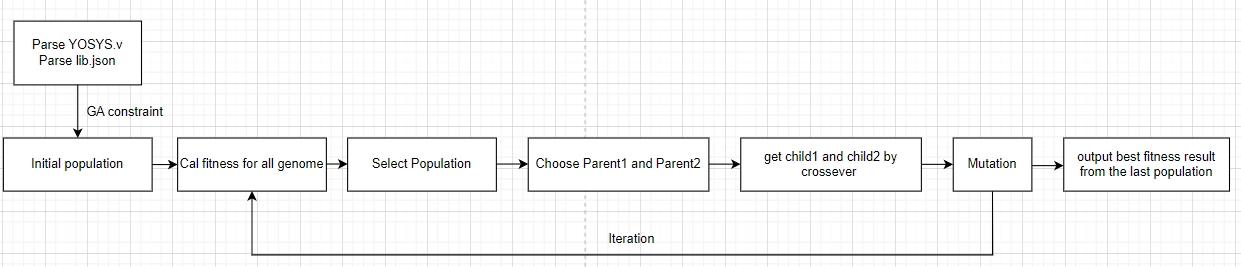 Parse YOSYS.v
Parse lib.json
GA constraint
Initial population
Cal fitness for all genome
Select Population
Choose Parent1 and Parent2
get child1 and child2 by
crossever
Mutation
output best fitness result
from the last population
Iteration